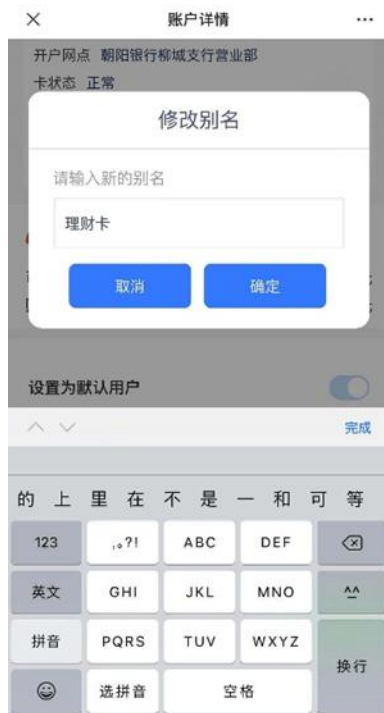 账户详情
开户网点 朝阳银行柳城支行营业部
卡状态 正常
修改别名
请输入新的别名
理财卡
取消 确定
设置为默认用户
完成
的 上 里 在 不 是 一 和 可 等
123 ,。?! ABC DEF
英文 GHI JKL MNO ^^
拼音 PQRS TUV WXYZ 换行
选拼音 空格